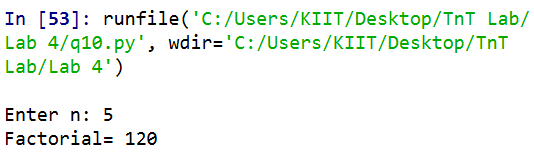 In [53]: runfile('C:/Users/KIIT/Desktop/TnT Lab/
Lab 4/q10.py', wdir='C:/Users/KIIT/Desktop/TnT
Lab/Lab 4')
Enter n: 5
Factorial= 120